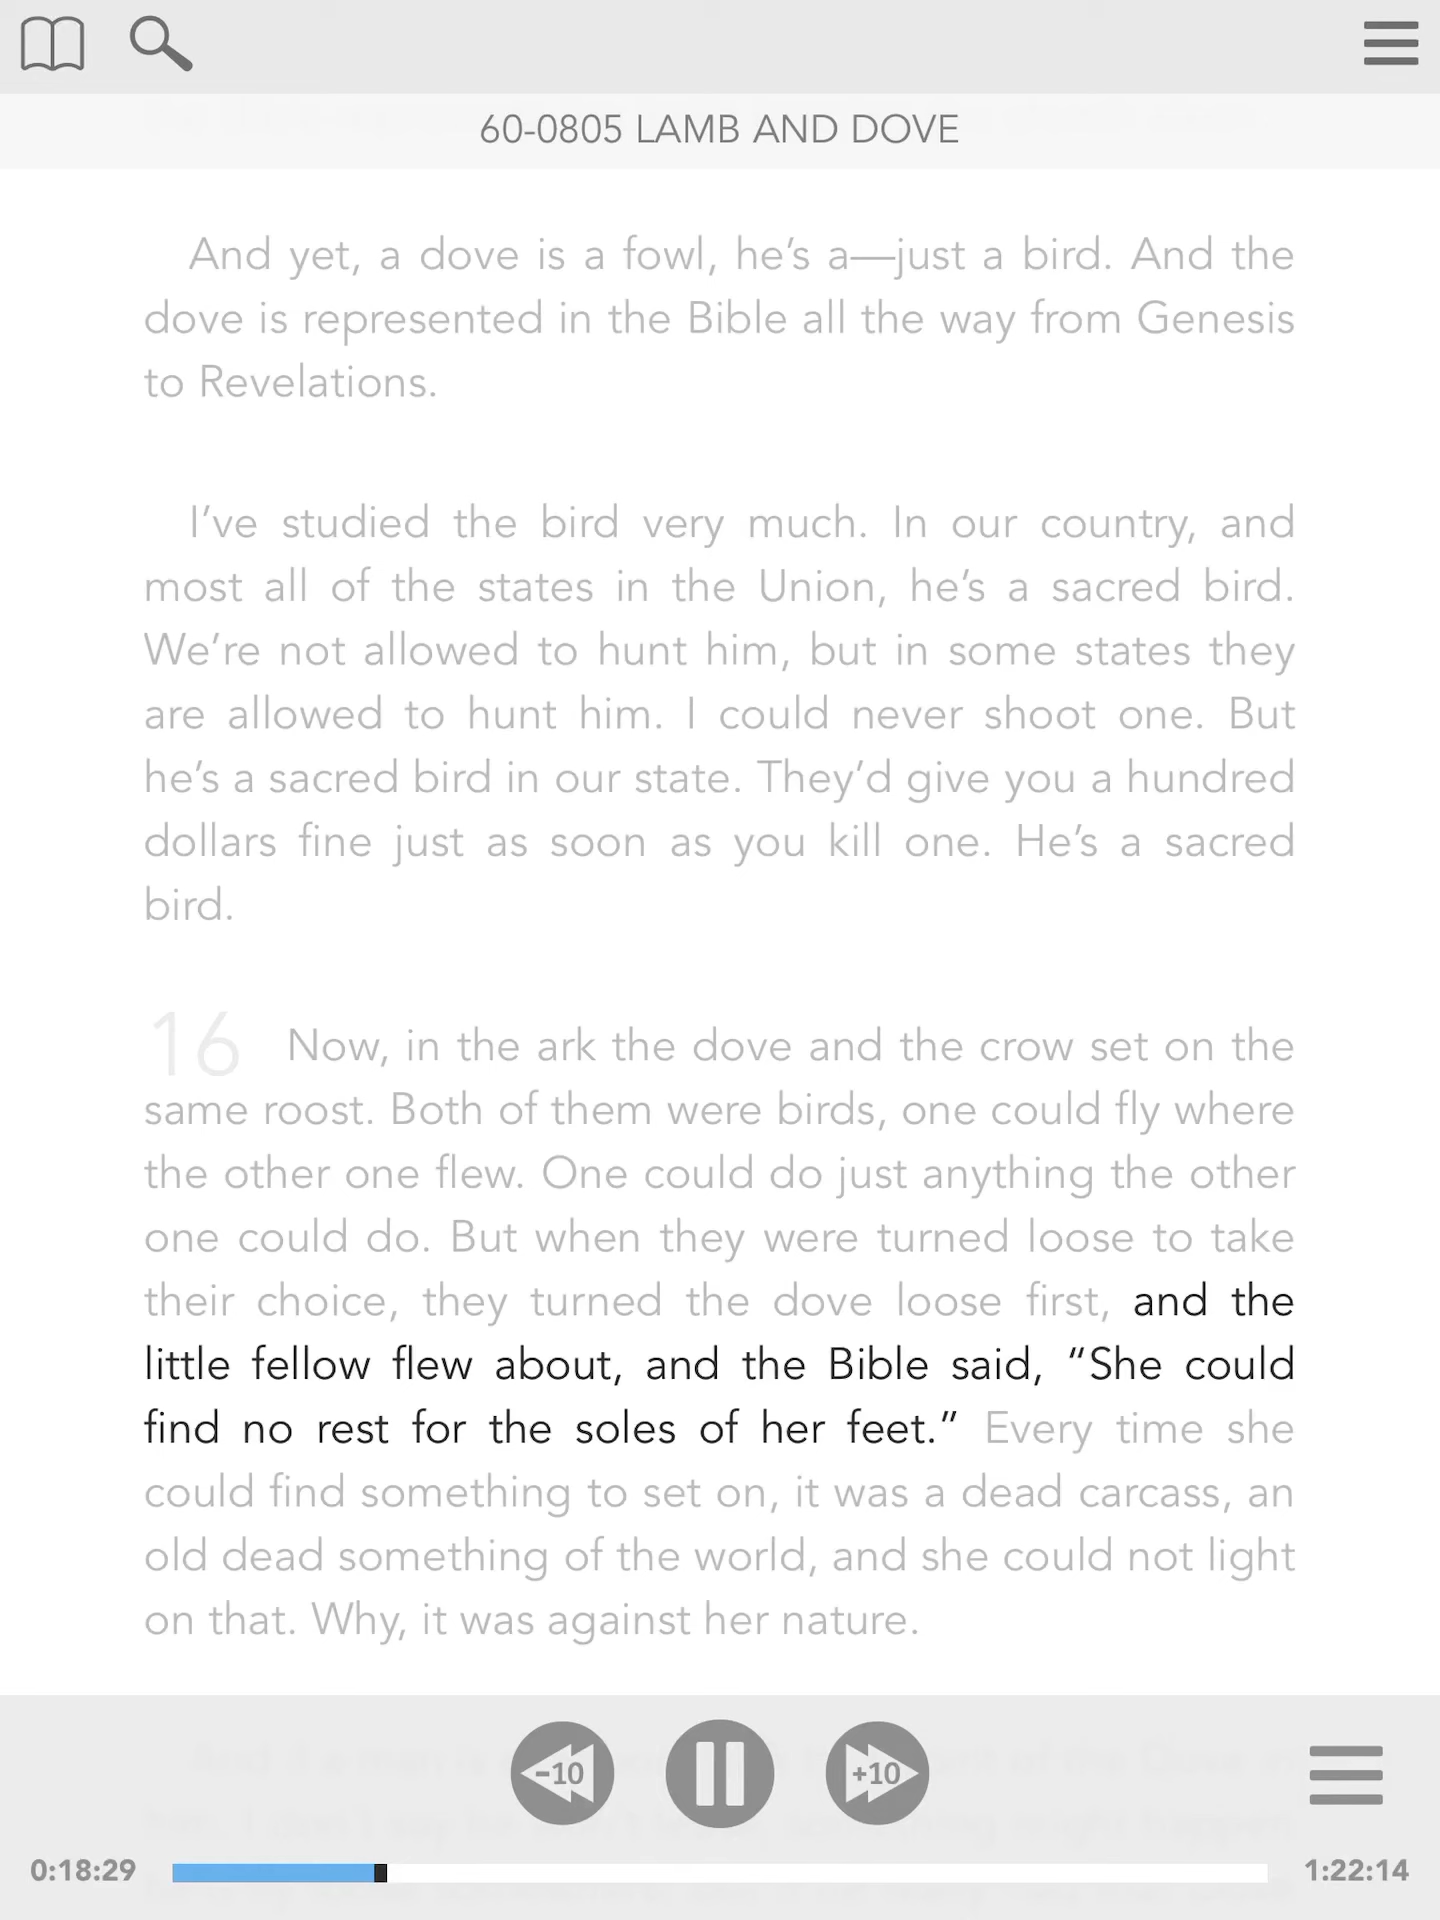 60-0805 LAMB AND DOVE
And yet, a dove is a fowl, he’s a—just a bird. And the
dove is represented in the Bible all the way from Genesis
to Revelations.
I’ve studied the bird very much. In our country, and
most all of the states in the Union, he’s a sacred bird.
We’re not allowed to hunt him, but in some states they
are allowed to hunt him. I could never shoot one. But
he’s a sacred bird in our state. They’d give you a hundred
dollars fine just as soon as you kill one. He’s a sacred
bird.
16 Now, in the ark the dove and the crow set on the
same roost. Both of them were birds, one could fly where
the other one flew. One could do just anything the other
one could do. But when they were turned loose to take
their choice, they turned the dove loose first, and the
little fellow flew about, and the Bible said, “She could
find no rest for the soles of her feet.” Every time she
could find something to set on, it was a dead carcass, an
old dead something of the world, and she could not light
on that. Why, it was against her nature.
-10 +10
0:18:29 1:22:14